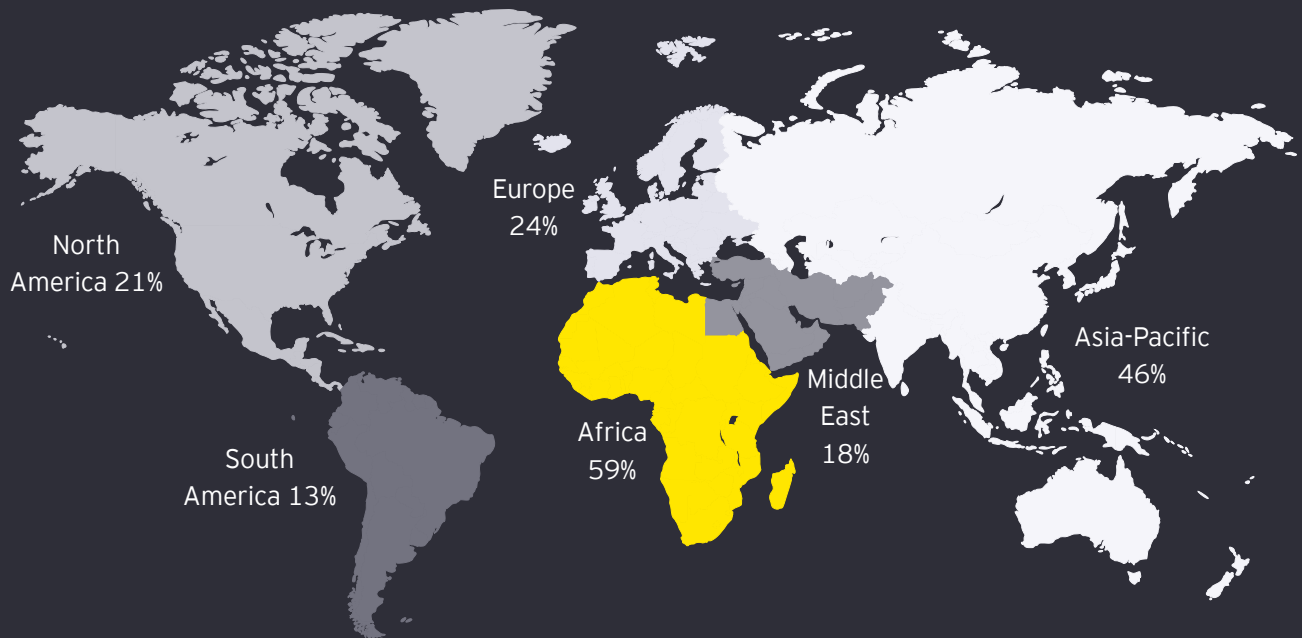 Europe
24%
North
America 21%
Asia-Pacific
46%
Middle
East
18%
Africa
59%
South
America 13%